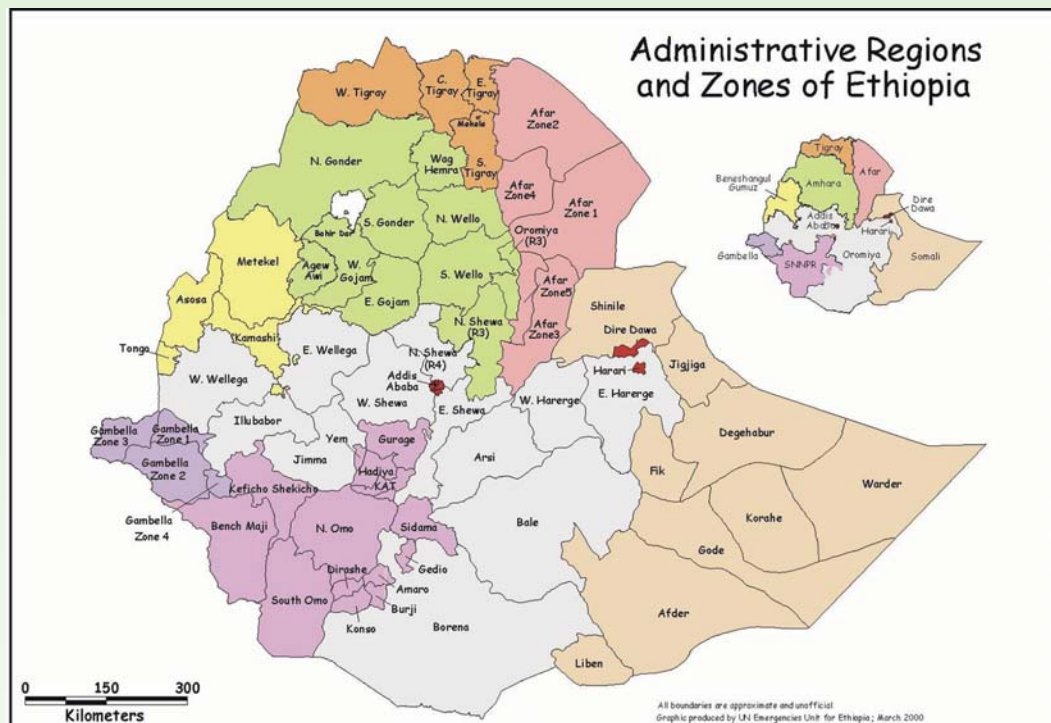 Administrative Regions
and Zones of Ethiopia
W. Tigray
C.
Tigray
E.
Tigray
Mekele
S.
Tigray
Afar
Zone2
N. Gonder
Wag
Hemra
Afar
Zone4
Afar
Zone 1
S. Gonder
N. Wello
Bahir Dar
Oromiya
(R3)
Metekel
Agew
Awi
W.
Gojam
S. Wello
Afar
Zone5
Asosa
E. Gojam
N. Shewa
(R3)
Afar
Zone3
Shinile
Dire Dawa
Kamashi
Tongo
E. Wellega
N. Shewa
(R4)
Jigjiga
W. Wellega
Addis
Ababa
Harari
W. Shewa
E. Shewa
W. Harerge
E. Harerge
Illubabor
Gambella
Zone 3
Gambella
Zone 1
Yem
Gurage
Degehabur
Jimma
Arsi
Gambella
Zone 2
Hadiya
KAT
Fik
Keficho Shekicho
Warder
Gambella
Zone 4
Bench Maji
N. Omo
Sidama
Bale
Korahe
Gode
Dirashe
Gedio
Amaro
South Omo
Burji
Konso
Borena
Afder
Liben
Tigray
Beneshangul
Gumuz
Amhara
Afar
Dire
Dawa
Addis
Ababa
Harari
Gambella
SNNPR
Oromiya
Somali
0 150 300
Kilometers
All boundaries are approximate and unofficial
Graphic produced by UN Emergencies Unit for Ethiopia; March 2000